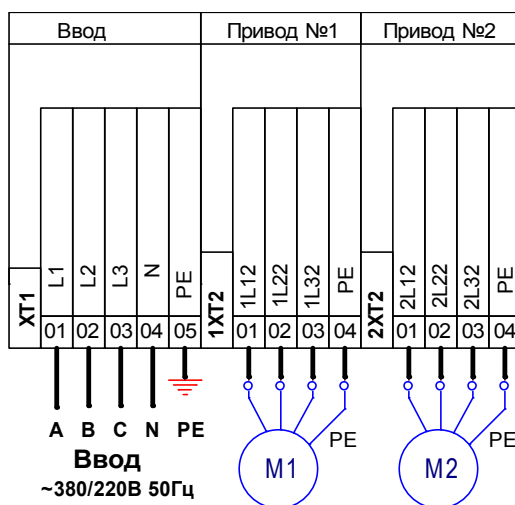 Ввод Привод №1 Привод №2
XT1 L1 L2 L3 N PE 1XT2 1L12 1L22 1L32 PE 2XT2 2L12 2L22 2L32 PE
01 02 03 04 05 01 02 03 04 01 02 03 04
A B C N PE PE PE
Ввод M1 M2
~380/220В 50Гц